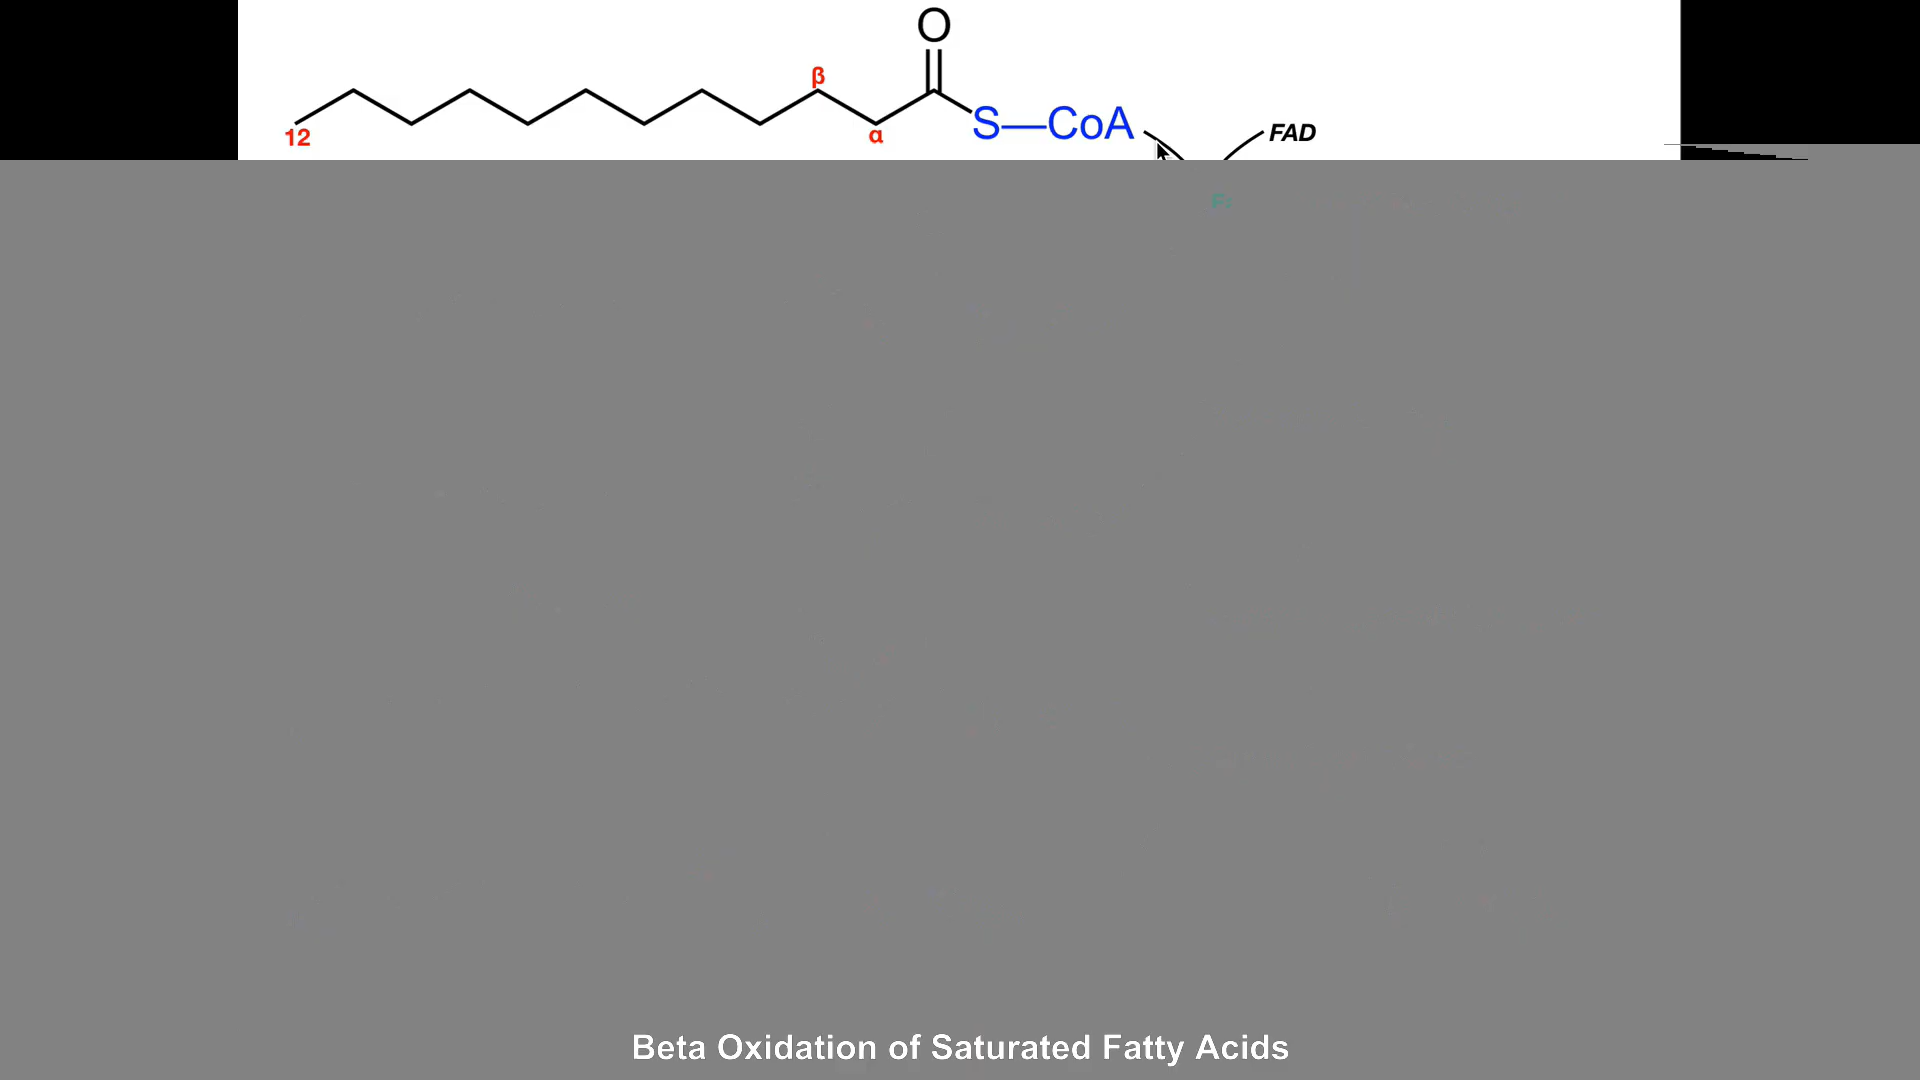 O
β
S—CoA
FAD
12
α
Beta Oxidation of Saturated Fatty Acids